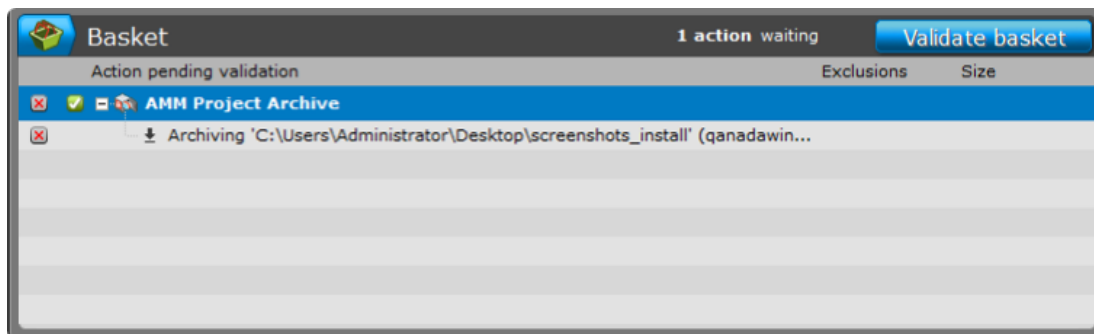 Basket 1 action waiting Validate basket
Action pending validation Exclusions Size
AMM Project Archive
Archiving 'C:\Users\Administrator\Desktop\screenshots_install' (qanadawin...